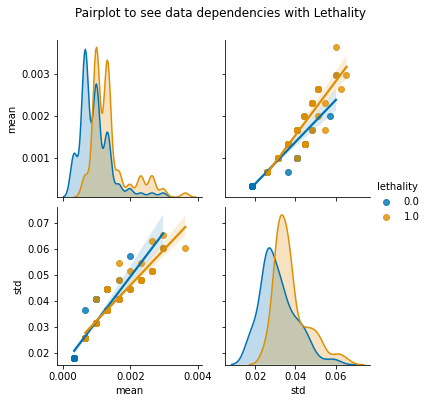 Pairplot to see data dependencies with Lethality
0.003
0.002
0.001
mean
lethality
0.0
1.0
0.07
0.06
0.05
0.04
0.03
0.02
std
0.000 0.002 0.004
mean
0.02 0.04 0.06
std